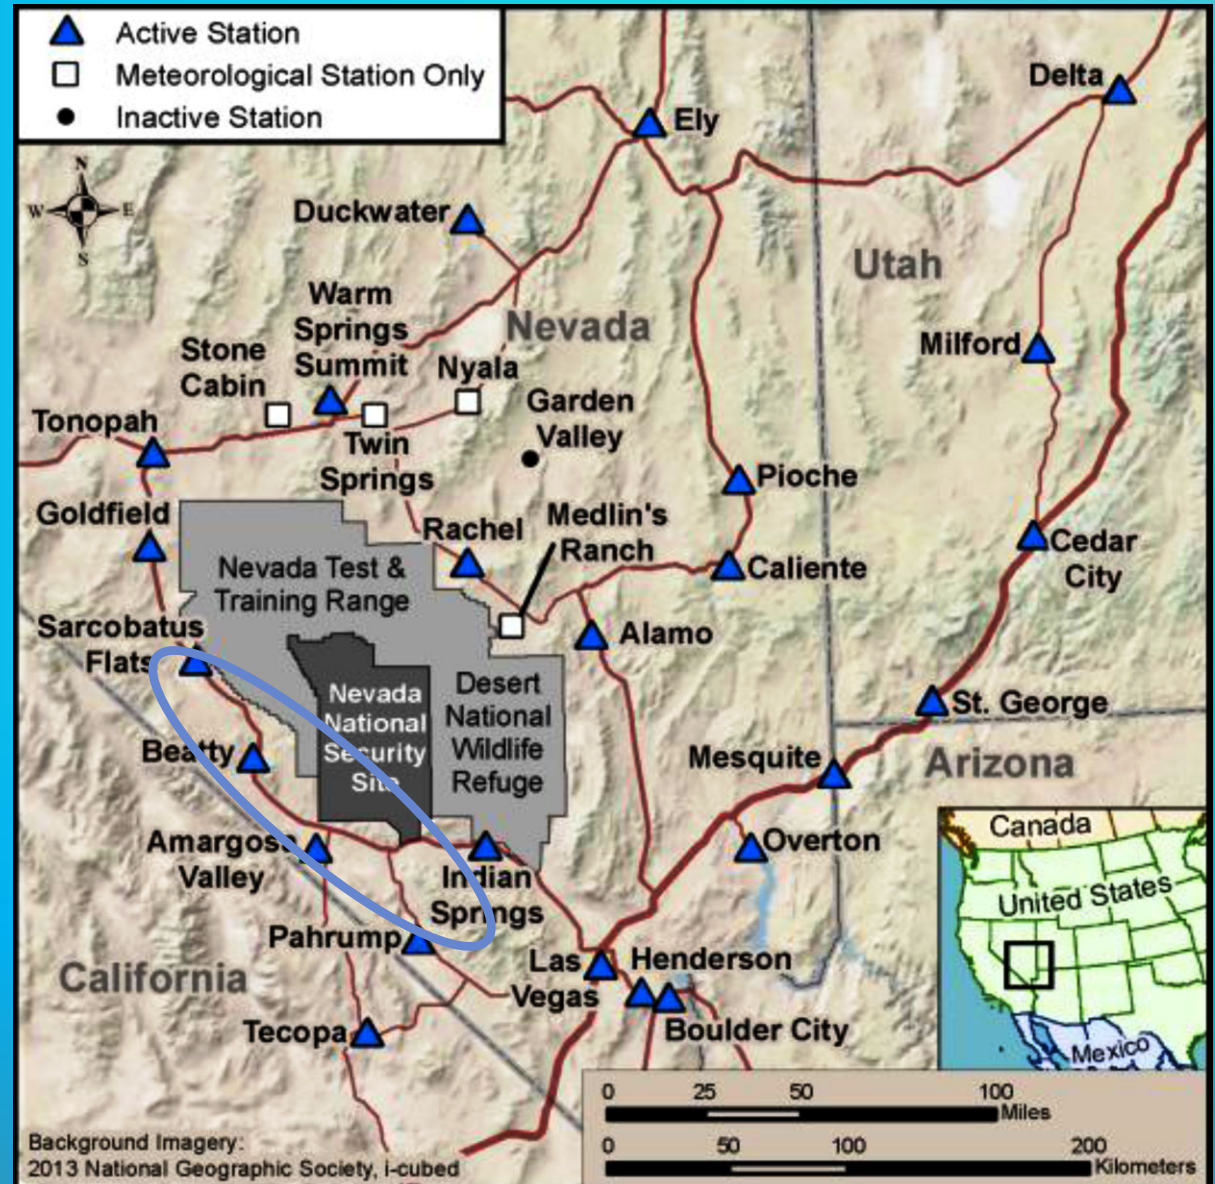 Active Station
Meteorological Station Only
Inactive Station
N
W
E
S
Delta
Ely
Duckwater
Utah
Warm
Springs
Summit
Nevada
Stone
Cabin
Nyala
Milford
Garden
Valley
Tonopah
Twin
Springs
Pioche
Goldfield
Rachel
Medlin's
Ranch
Cedar
City
Nevada Test &
Training Range
Caliente
Sarcobatus
Flats
Alamo
Nevada
National
Security
Site
Desert
National
Wildlife
Refuge
St. George
Beatty
Mesquite
Arizona
Amargosa
Valley
Indian
Springs
Overton
Pahrump
Las
Vegas
Henderson
Boulder City
California
Tecopa
Canada
United States
Mexico
0 25 50 100
Miles
0 50 100 200
Kilometers
Background Imagery:
2013 National Geographic Society, i-cubed